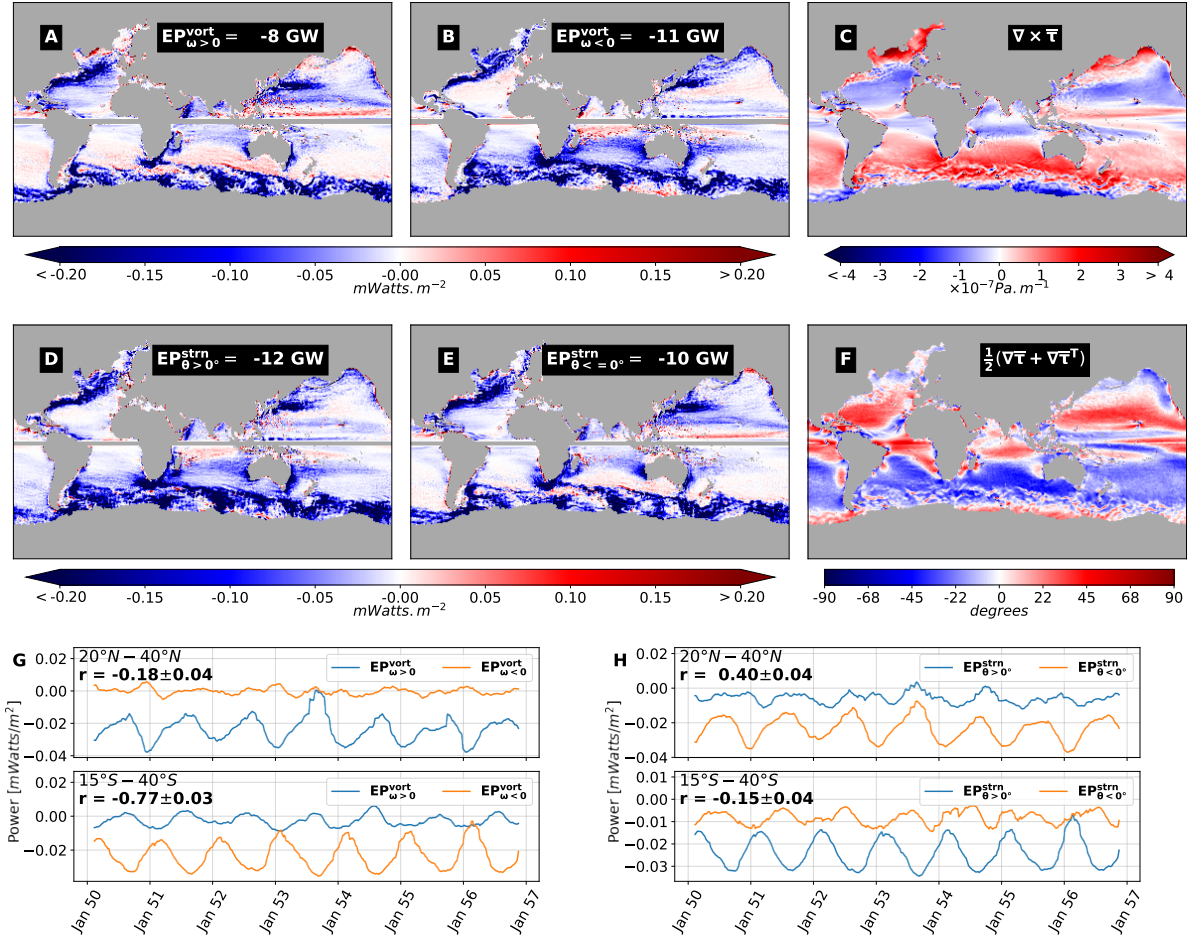 A
EP^vort_ω>0 = -8 GW
B
EP^vort_ω<0 = -11 GW
C
∇ × τ̅
< -0.20 -0.15 -0.10 -0.05 -0.00 0.05 0.10 0.15 > 0.20
mWatts.m⁻²
< -4 -3 -2 -1 0 1 2 3 > 4
×10⁻⁷Pa.m⁻¹
D
EP^strn_θ>0° = -12 GW
E
EP^strn_θ<=0° = -10 GW
F
½(∇τ̅ + ∇τ̅ᵀ)
< -0.20 -0.15 -0.10 -0.05 0.00 0.05 0.10 0.15 > 0.20
mWatts.m⁻²
-90 -68 -45 -22 0 22 45 68 90
degrees
G
20°N − 40°N
r = -0.18±0.04
EP^vort_ω>0 EP^vort_ω<0
0.02
0.00
−0.02
−0.04
15°S − 40°S
r = -0.77±0.03
EP^vort_ω>0 EP^vort_ω<0
0.02
0.00
−0.02
Power [mWatts/m²]
Jan 50 Jan 51 Jan 52 Jan 53 Jan 54 Jan 55 Jan 56 Jan 57
H
20°N − 40°N
r = 0.40±0.04
EP^strn_θ>0° EP^strn_θ<0°
0.02
0.00
−0.02
−0.04
15°S − 40°S
r = -0.15±0.04
EP^strn_θ>0° EP^strn_θ<0°
0.01
−0.00
−0.01
−0.02
−0.03
Power [mWatts/m²]
Jan 50 Jan 51 Jan 52 Jan 53 Jan 54 Jan 55 Jan 56 Jan 57